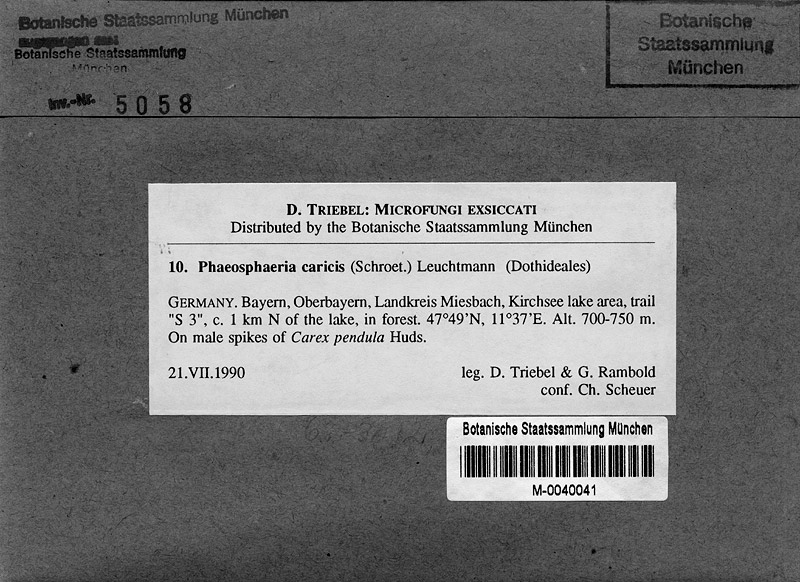 Botanische Staatssammlung München
Botanische Staatssammlung
München
Inv.-Nr. 5058
Botanische
Staatssammlung
München
D. TRIEBEL: MICROFUNGI EXSICCATI
Distributed by the Botanische Staatssammlung München
10. Phaeosphaeria caricis (Schroet.) Leuchtmann (Dothideales)
GERMANY. Bayern, Oberbayern, Landkreis Miesbach, Kirchsee lake area, trail
"S 3", c. 1 km N of the lake, in forest. 47°49'N, 11°37'E. Alt. 700-750 m.
On male spikes of Carex pendula Huds.
21.VII.1990
leg. D. Triebel & G. Rambold
conf. Ch. Scheuer
Botanische Staatssammlung München
M-0040041